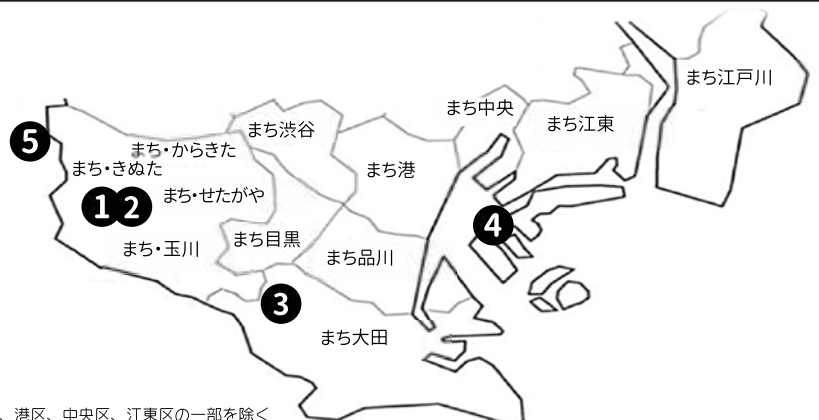 まち江戸川
まち中央
まち江東
まち渋谷
まち・からきた
まち・きぬた
まち港
まち・せたがや
まち目黒
まち・玉川
まち品川
まち大田
5
1 2
4
3
、港区、中央区、江東区の一部を除く